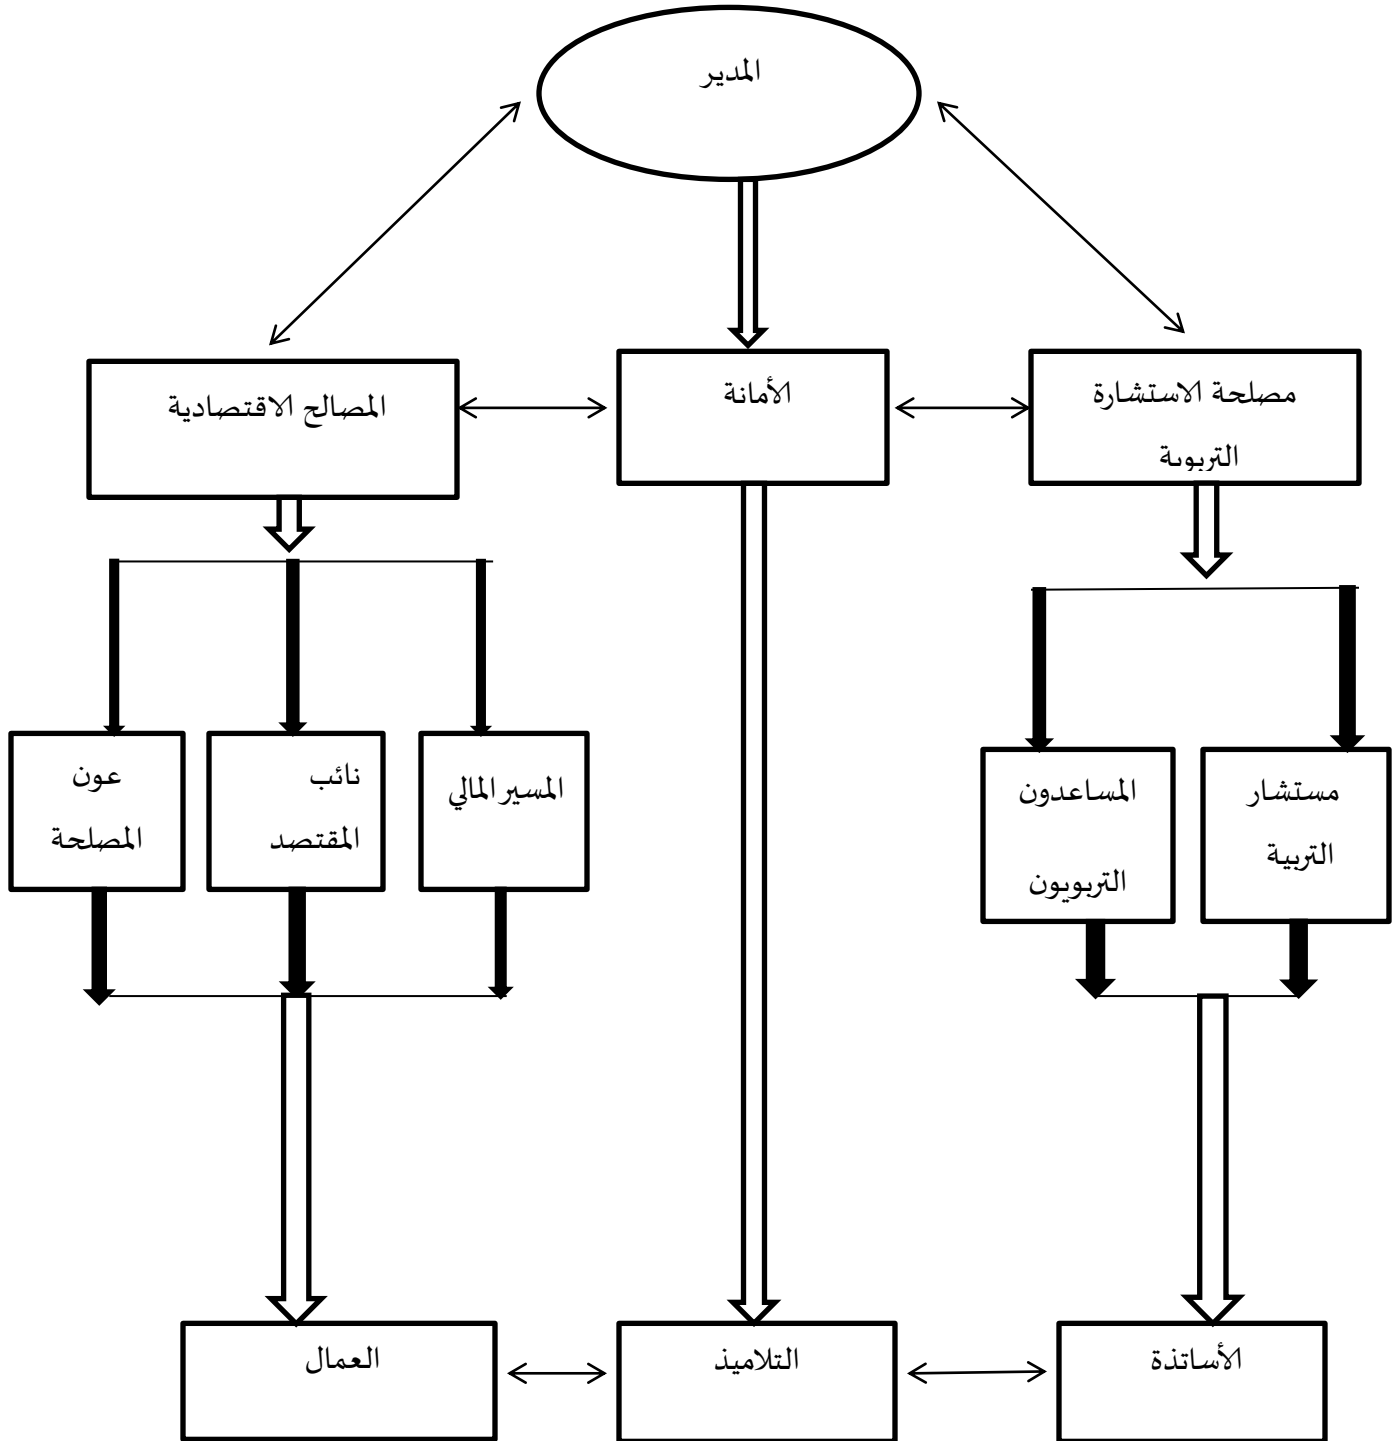 المدير
مصلحة الاستشارة
التربوية
الأمانة
المصالح الاقتصادية
مستشار
التربية
المساعدون
التربويون
المسير المالي
نائب
المقتصد
عون
المصلحة
الأساتذة
التلاميذ
العمال